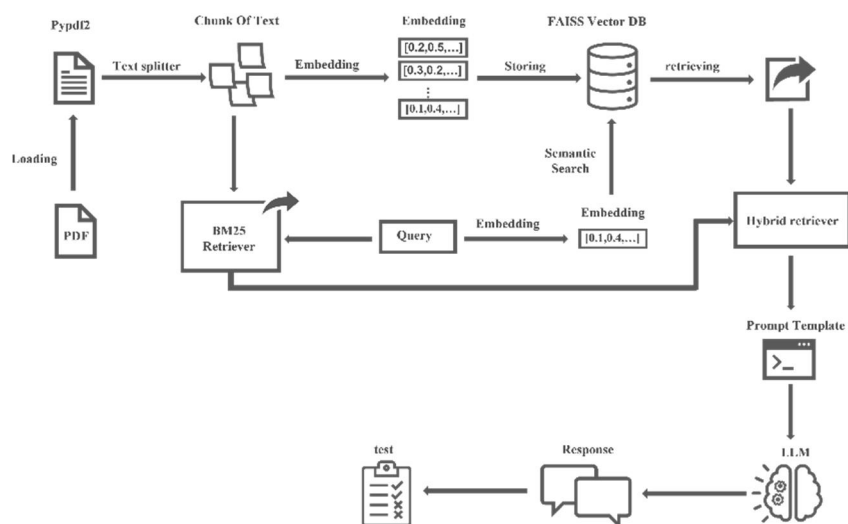 Pypdf2
Chunk Of Text
Embedding
FAISS Vector DB
Text splitter
Embedding
[0.2,0.5,...]
[0.3,0.2,...]
⋮
[0.1,0.4,...]
Storing
retrieving
Loading
Semantic
Search
PDF
BM25
Retriever
Query
Embedding
Embedding
[0.1,0.4,...]
Hybrid retriever
Prompt Template
>_
LLM
Response
test